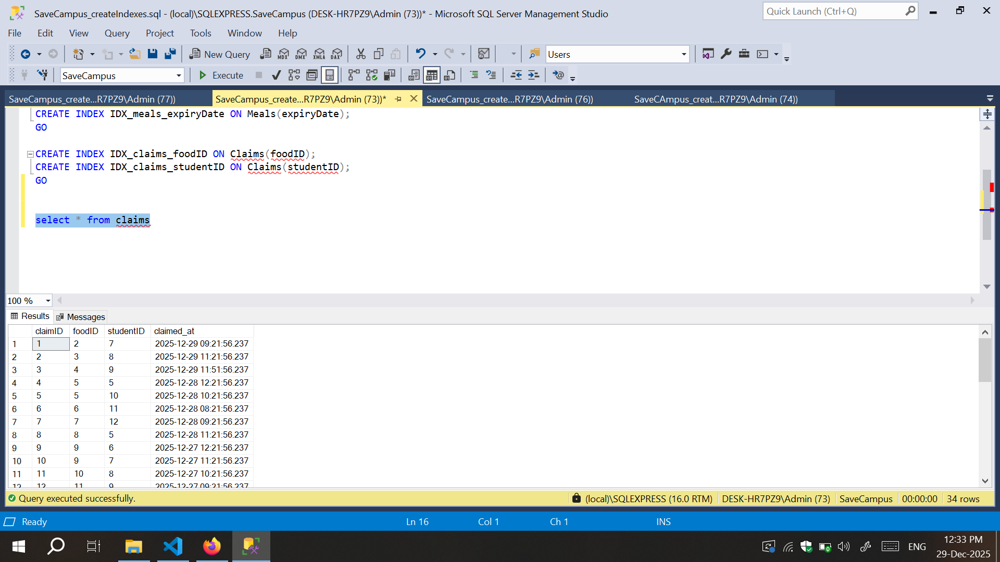 SaveCampus_createIndexes.sql - (local)\SQLEXPRESS.SaveCampus (DESK-HR7PZ9\Admin (73))* - Microsoft SQL Server Management Studio
Quick Launch (Ctrl+Q)
File Edit View Query Project Tools Window Help
New Query MDX DMX XMLA DAX Users
SaveCampus Execute
SaveCampus_create...R7PZ9\Admin (77)) SaveCampus_create...R7PZ9\Admin (73))* SaveCampus_create...R7PZ9\Admin (76)) SaveCAmpus_creat...R7PZ9\Admin (74))
CREATE INDEX IDX_meals_expiryDate ON Meals(expiryDate);
GO
CREATE INDEX IDX_claims_foodID ON Claims(foodID);
CREATE INDEX IDX_claims_studentID ON Claims(studentID);
GO
select * from claims
100 %
Results Messages
claimID foodID studentID claimed_at
1 1 2 7 2025-12-29 09:21:56.237
2 2 3 8 2025-12-29 11:21:56.237
3 3 4 9 2025-12-29 11:51:56.237
4 4 5 5 2025-12-28 12:21:56.237
5 5 5 10 2025-12-28 10:21:56.237
6 6 6 11 2025-12-28 08:21:56.237
7 7 7 12 2025-12-28 09:21:56.237
8 8 8 5 2025-12-28 11:21:56.237
9 9 9 6 2025-12-27 12:21:56.237
10 10 9 7 2025-12-27 11:21:56.237
11 11 10 8 2025-12-27 10:21:56.237
12 12 11 9 2025-12-27 09:21:56.237
Query executed successfully. (local)\SQLEXPRESS (16.0 RTM) DESK-HR7PZ9\Admin (73) SaveCampus 00:00:00 34 rows
Ready Ln 16 Col 1 Ch 1 INS
ENG 12:33 PM
29-Dec-2025